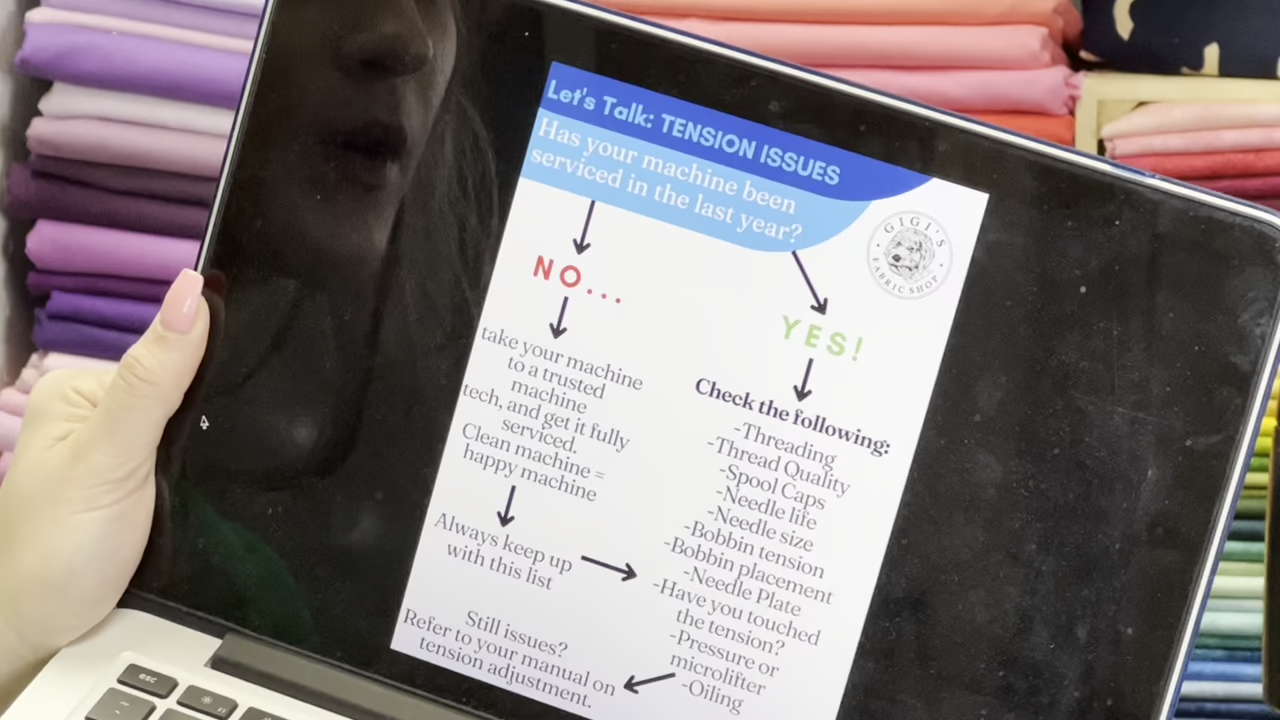 Let's Talk: TENSION ISSUES
Has your machine been
serviced in the last year?
GIGI'S
FABRIC SHOP
NO...
YES!
take your machine
to a trusted
machine
tech, and get it fully
serviced.
Clean machine =
happy machine
Always keep up
with this list
Check the following:
-Threading
-Thread Quality
-Spool Caps
-Needle life
-Needle size
-Bobbin tension
-Bobbin placement
-Needle Plate
-Have you touched
the tension?
-Pressure or
microlifter
-Oiling
Still issues?
Refer to your manual on
tension adjustment.
esc